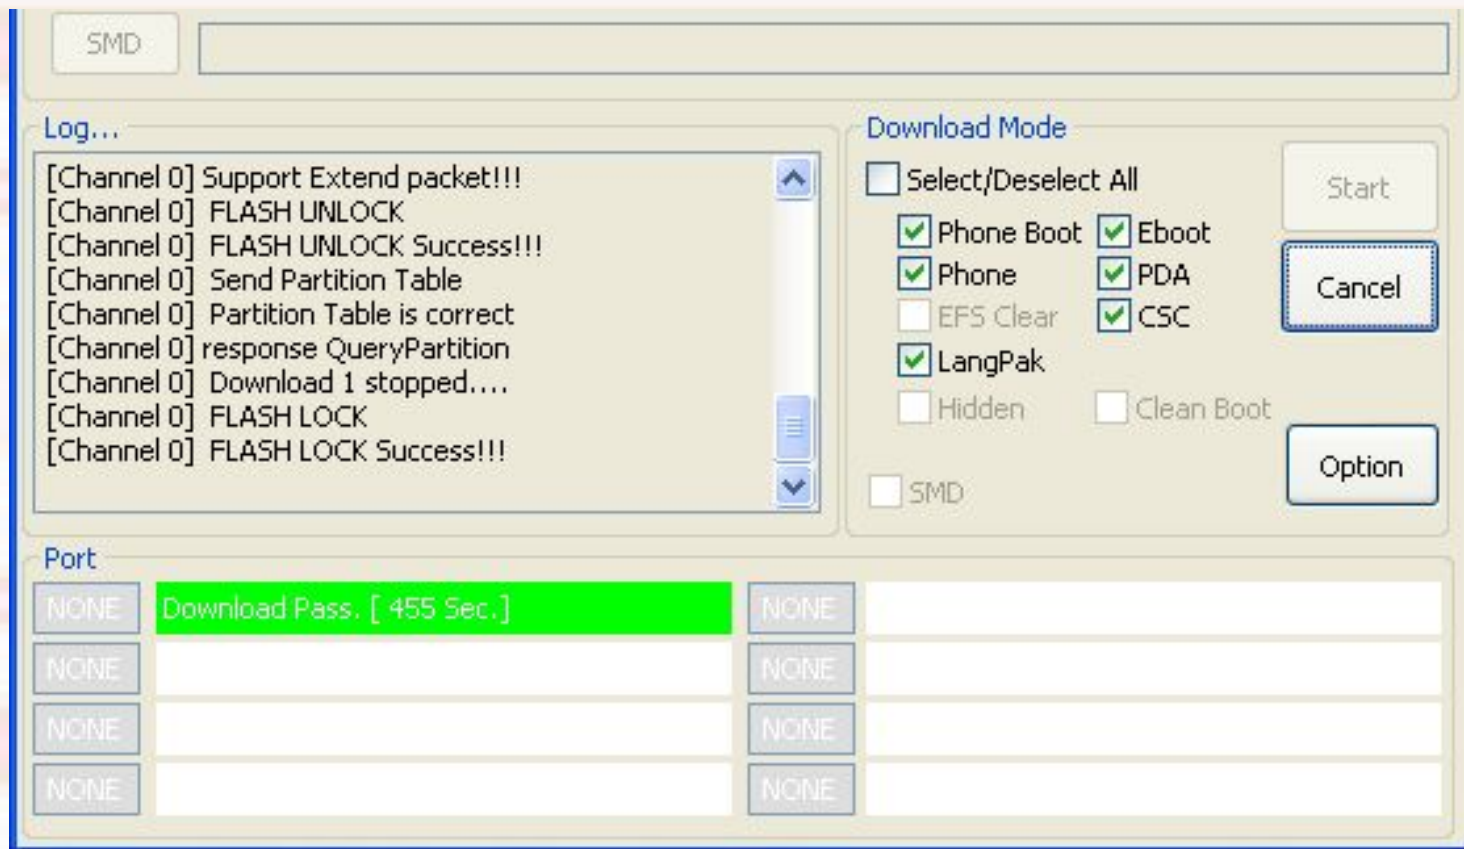 SMD
Log...
[Channel 0] Support Extend packet!!!
[Channel 0]  FLASH UNLOCK
[Channel 0]  FLASH UNLOCK Success!!!
[Channel 0]  Send Partition Table
[Channel 0]  Partition Table is correct
[Channel 0] response QueryPartition
[Channel 0]  Download 1 stopped....
[Channel 0]  FLASH LOCK
[Channel 0]  FLASH LOCK Success!!!
Download Mode
Select/Deselect All
Phone Boot Eboot
Phone PDA
EFS Clear CSC
LangPak
Hidden Clean Boot
SMD
Start
Cancel
Option
Port
NONE Download Pass. [ 455 Sec.] NONE
NONE NONE
NONE NONE
NONE NONE